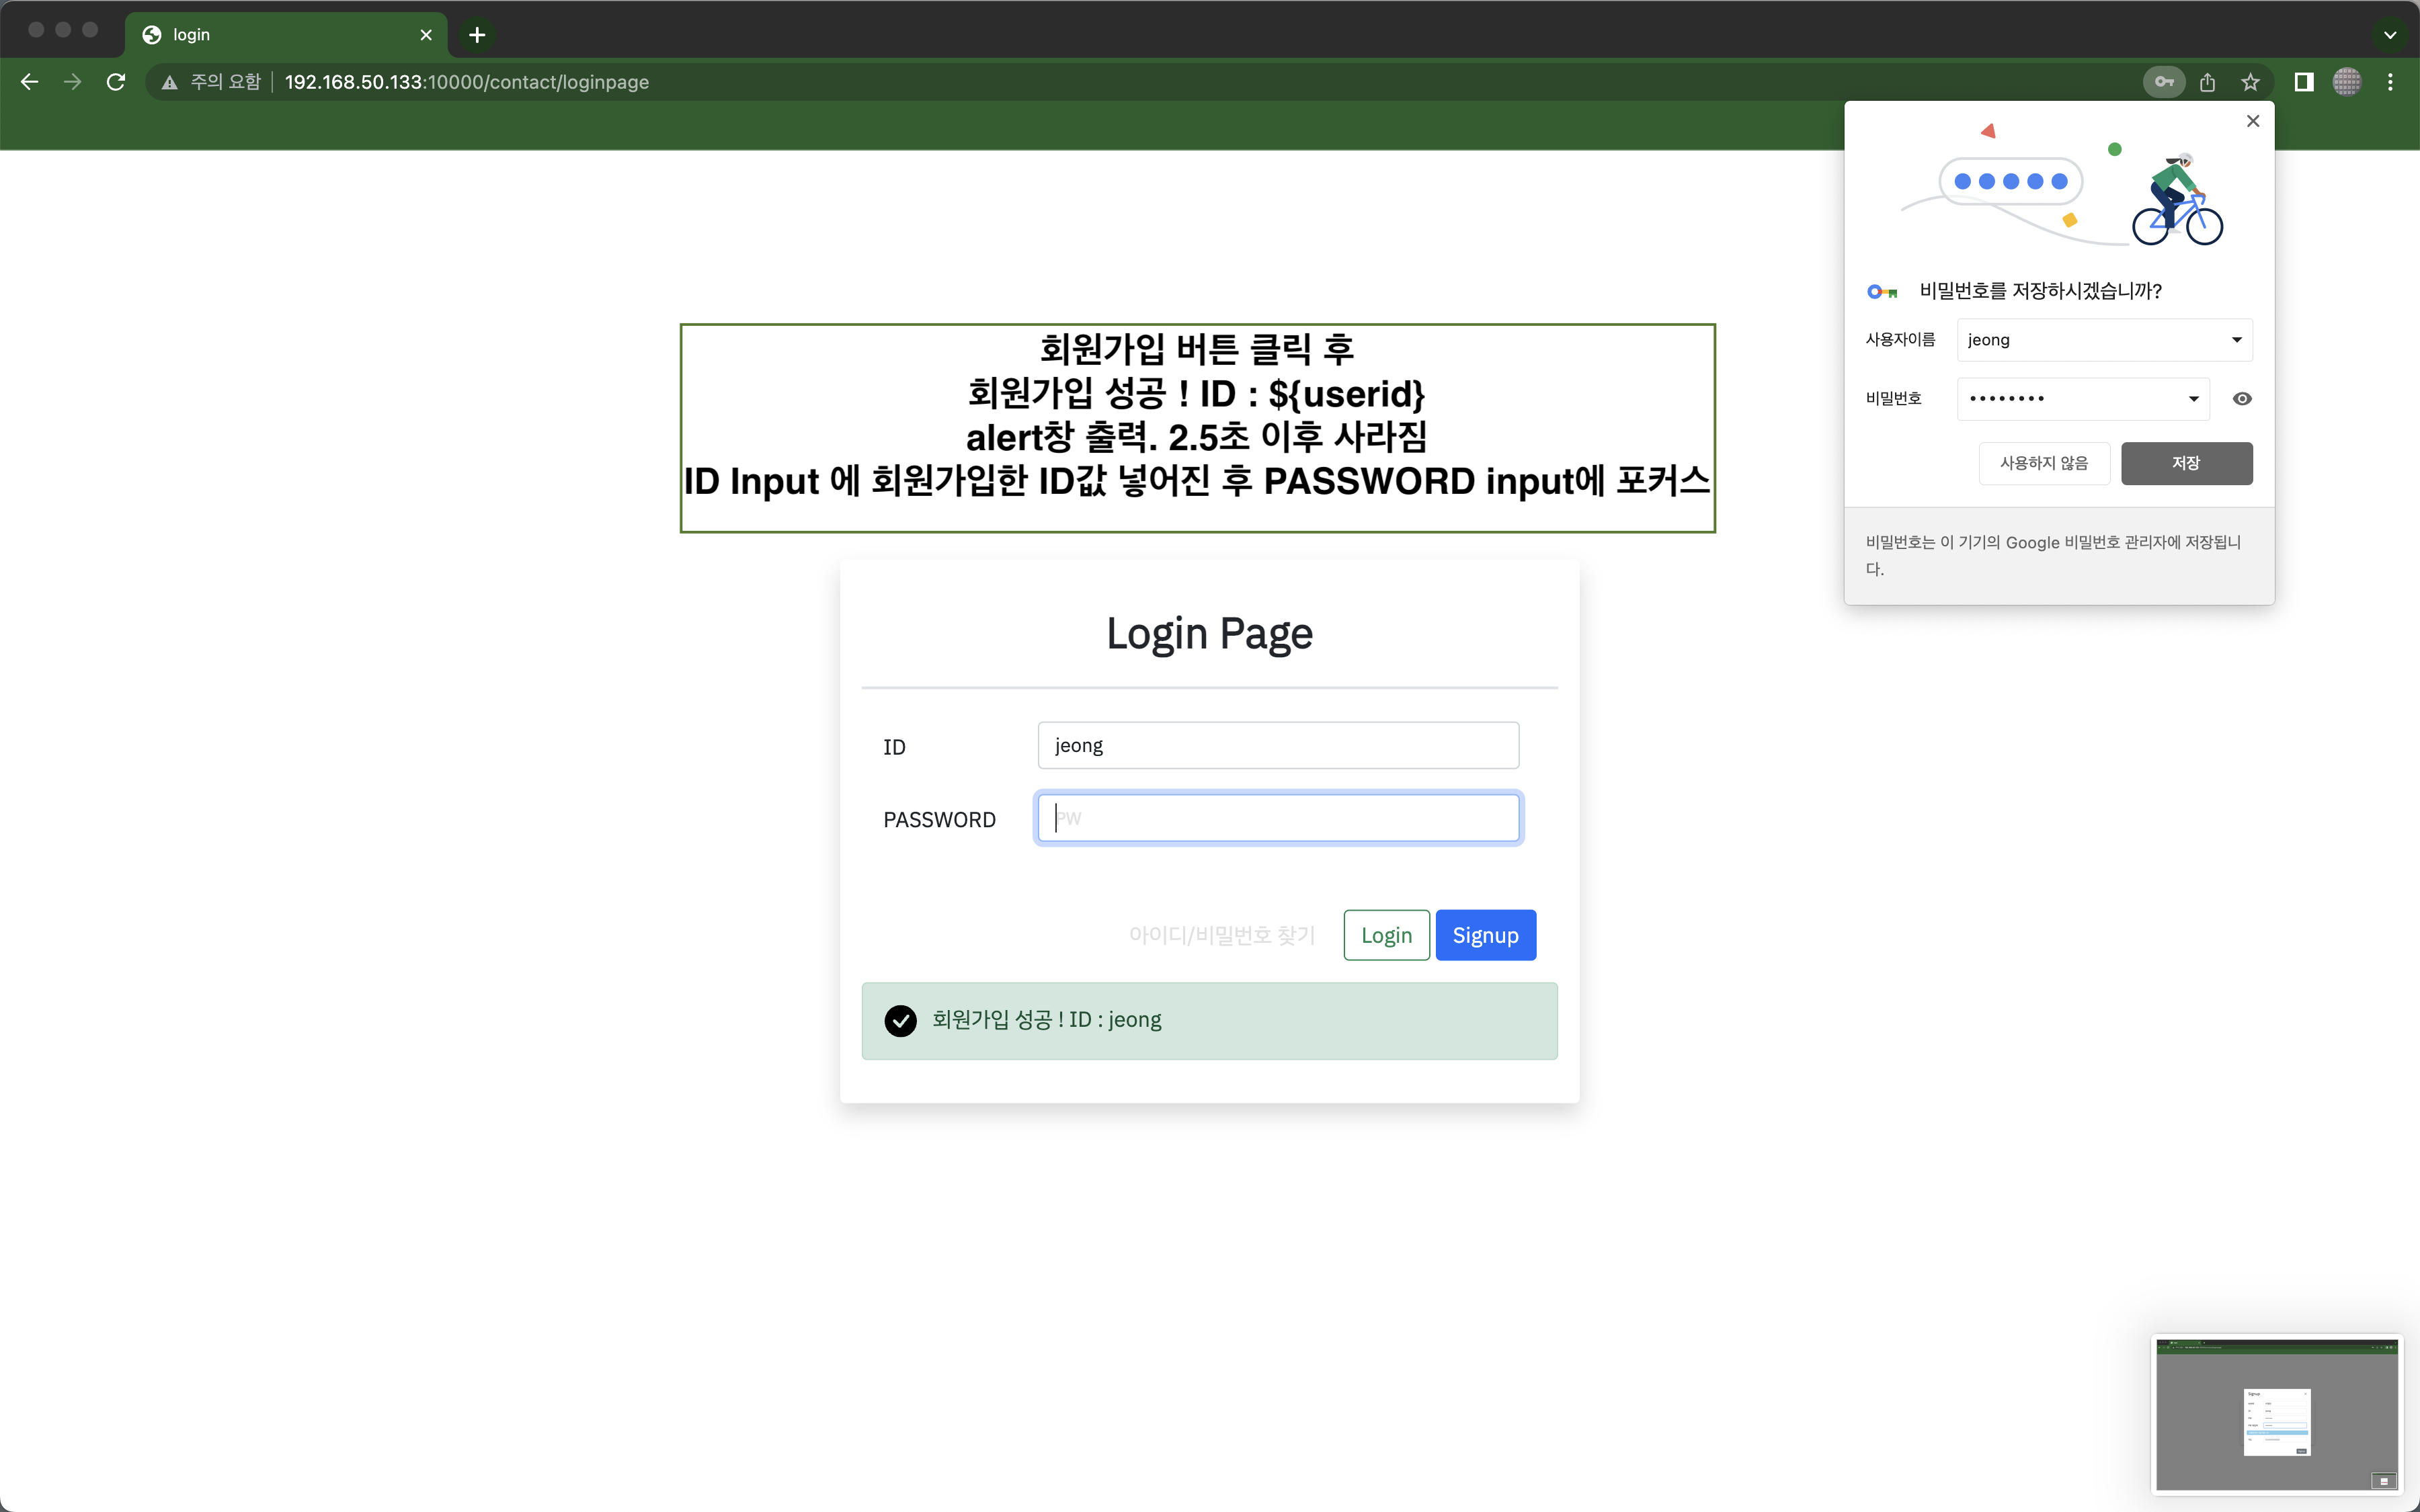 login
주의 요함
192.168.50.133:10000/contact/loginpage
비밀번호를 저장하시겠습니까?
사용자이름
jeong
비밀번호
••••••••
사용하지 않음
저장
비밀번호는 이 기기의 Google 비밀번호 관리자에 저장됩니
다.
회원가입 버튼 클릭 후
회원가입 성공 ! ID : ${userid}
alert창 출력. 2.5초 이후 사라짐
ID Input 에 회원가입한 ID값 넣어진 후 PASSWORD input에 포커스
Login Page
ID
jeong
PASSWORD
PW
아이디/비밀번호 찾기
Login
Signup
회원가입 성공 ! ID : jeong
Signup